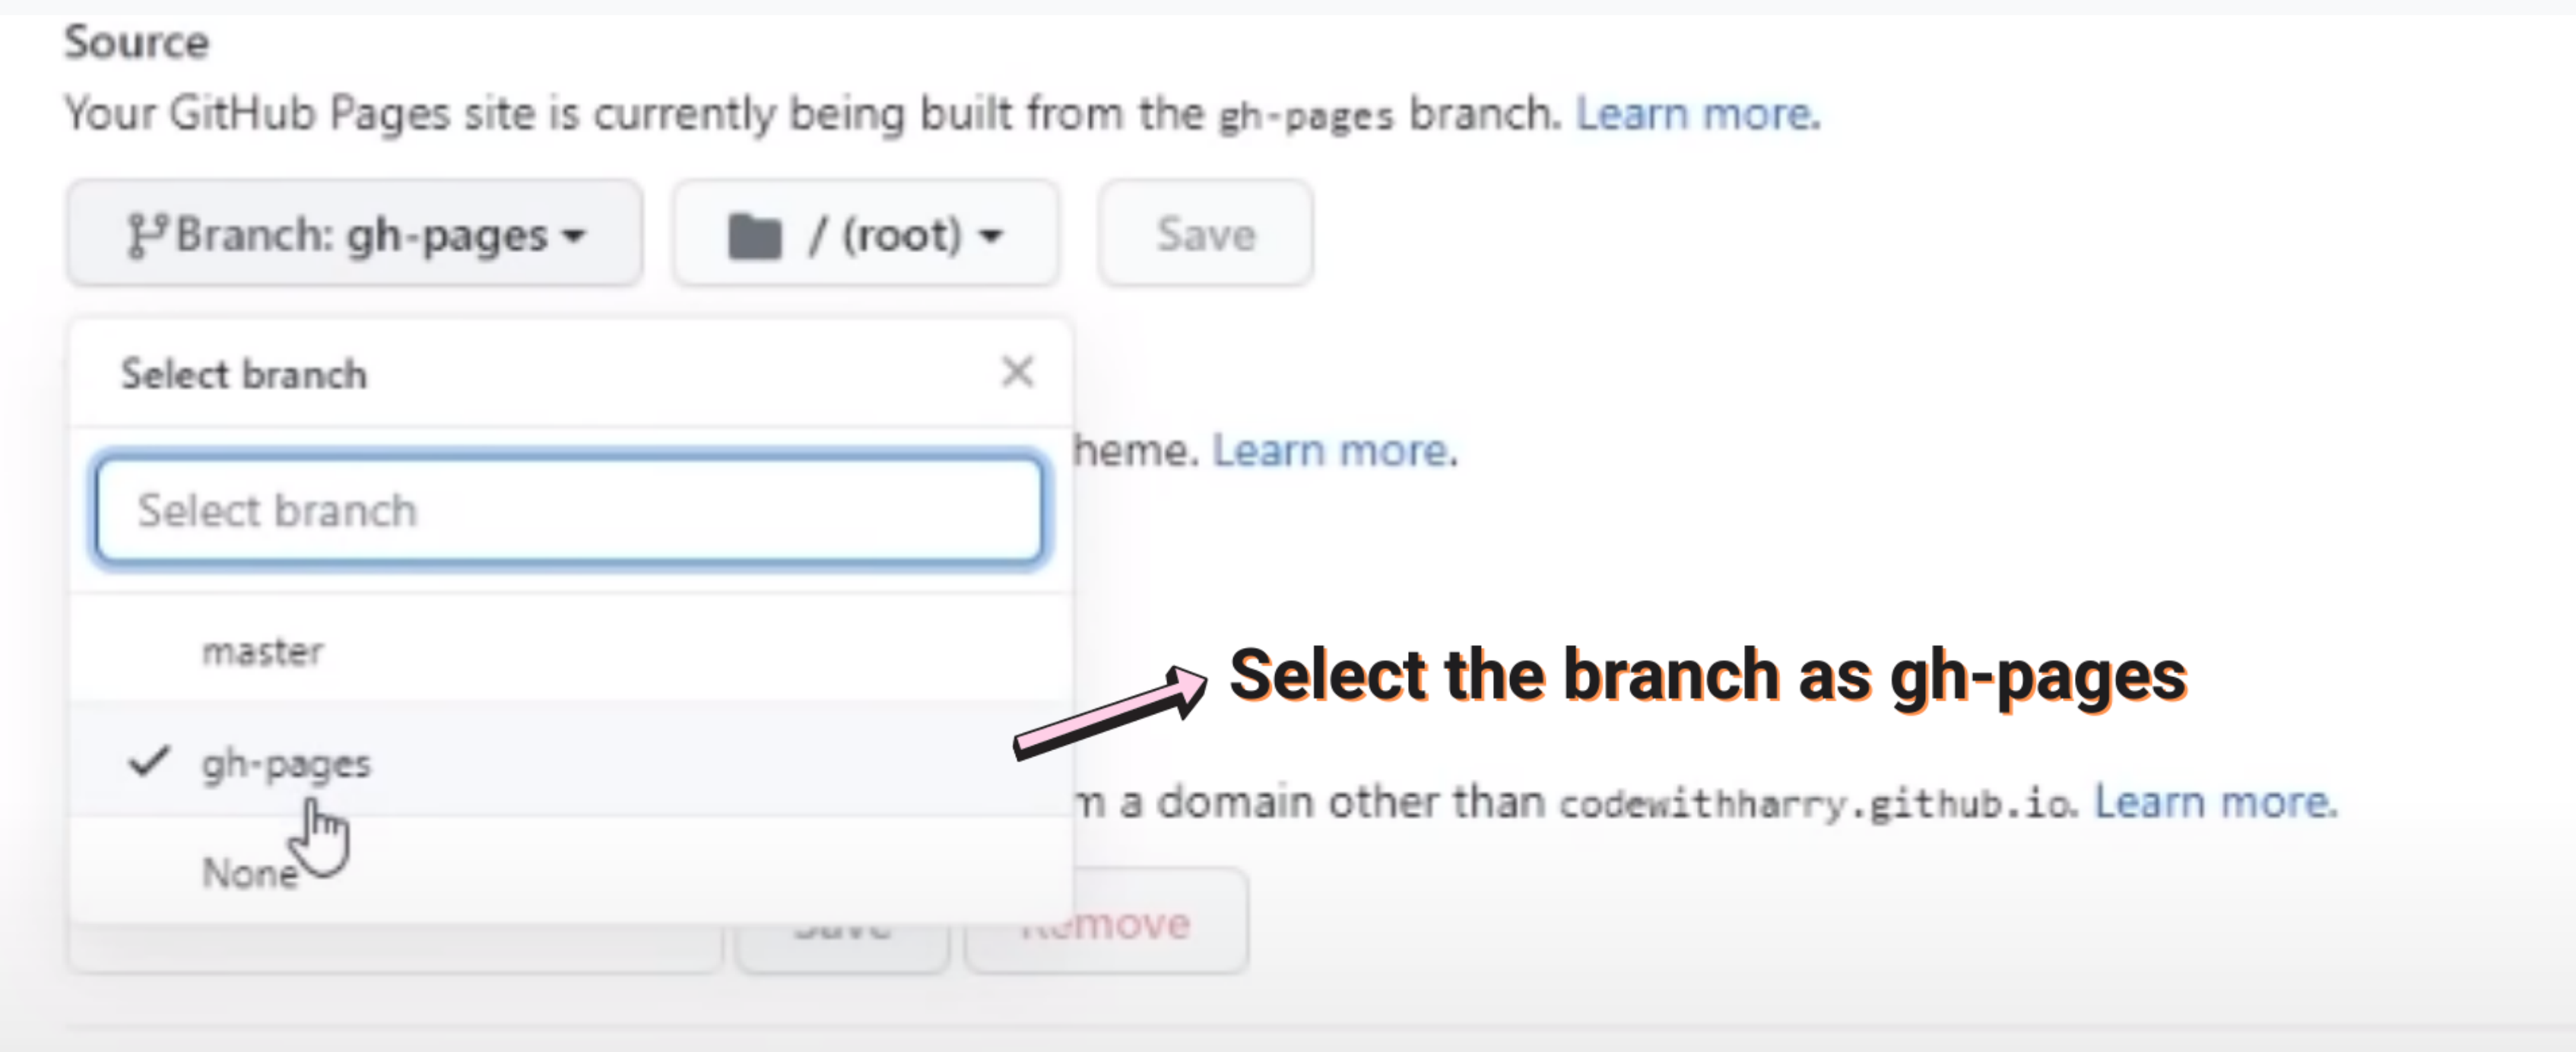 Source
Your GitHub Pages site is currently being built from the gh-pages branch. Learn more.
Branch: gh-pages / (root) Save
Select branch
heme. Learn more.
Select branch
master
Select the branch as gh-pages
gh-pages
m a domain other than codewithharry.github.io. Learn more.
None
Save Remove